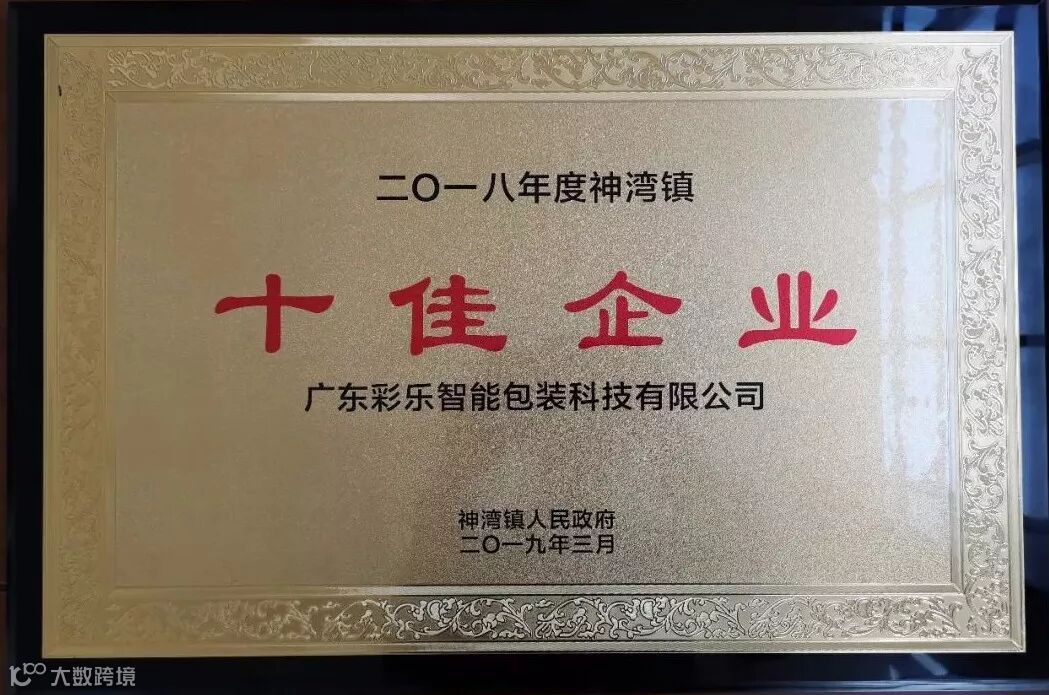 二〇一八年度神湾镇
十佳企业
广东彩乐智能包装科技有限公司
神湾镇人民政府
二〇一九年三月
大数跨境